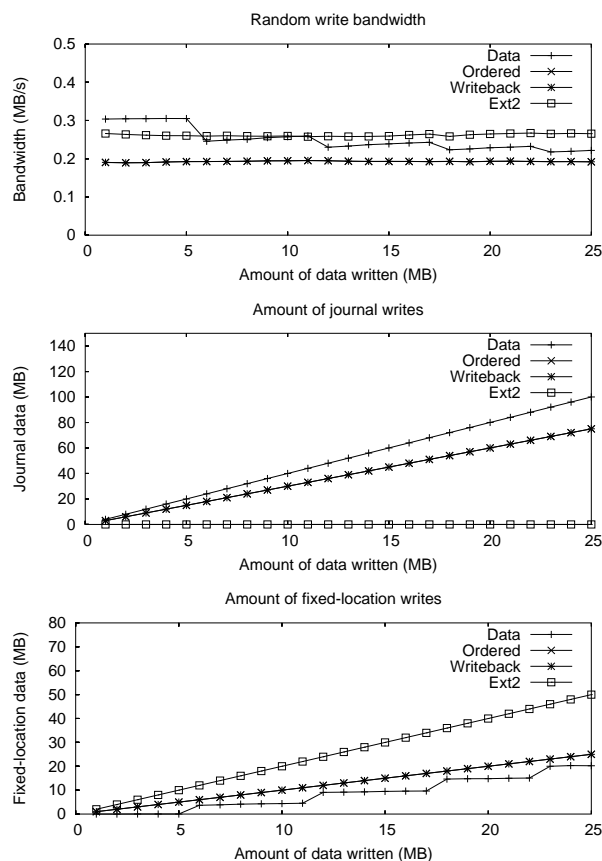 Random write bandwidth
Bandwidth (MB/s)
0.5
0.4
0.3
0.2
0.1
0
Data
Ordered
Writeback
Ext2
0 5 10 15 20 25
Amount of data written (MB)
Amount of journal writes
Journal data (MB)
140
120
100
80
60
40
20
0
Data
Ordered
Writeback
Ext2
0 5 10 15 20 25
Amount of data written (MB)
Amount of fixed-location writes
Fixed-location data (MB)
80
70
60
50
40
30
20
10
0
Data
Ordered
Writeback
Ext2
0 5 10 15 20 25
Amount of data written (MB)